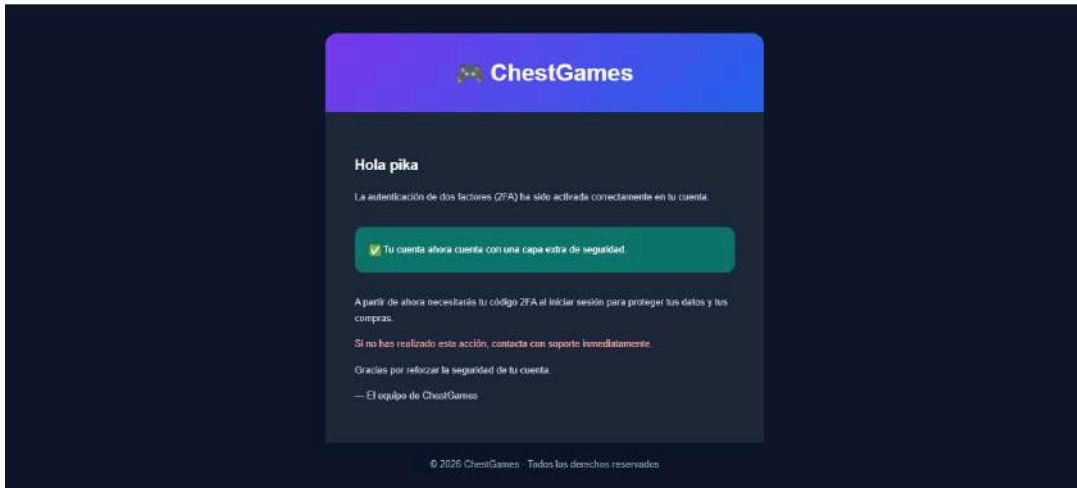 🎮 ChestGames
Hola pika
La autenticación de dos factores (2FA) ha sido activada correctamente en tu cuenta.
✅ Tu cuenta ahora cuenta con una capa extra de seguridad.
A partir de ahora necesitarás tu código 2FA al iniciar sesión para proteger tus datos y tus
compras.
Si no has realizado esta acción, contacta con soporte inmediatamente.
Gracias por reforzar la seguridad de tu cuenta.
— El equipo de ChestGames
© 2026 ChestGames · Todos los derechos reservados